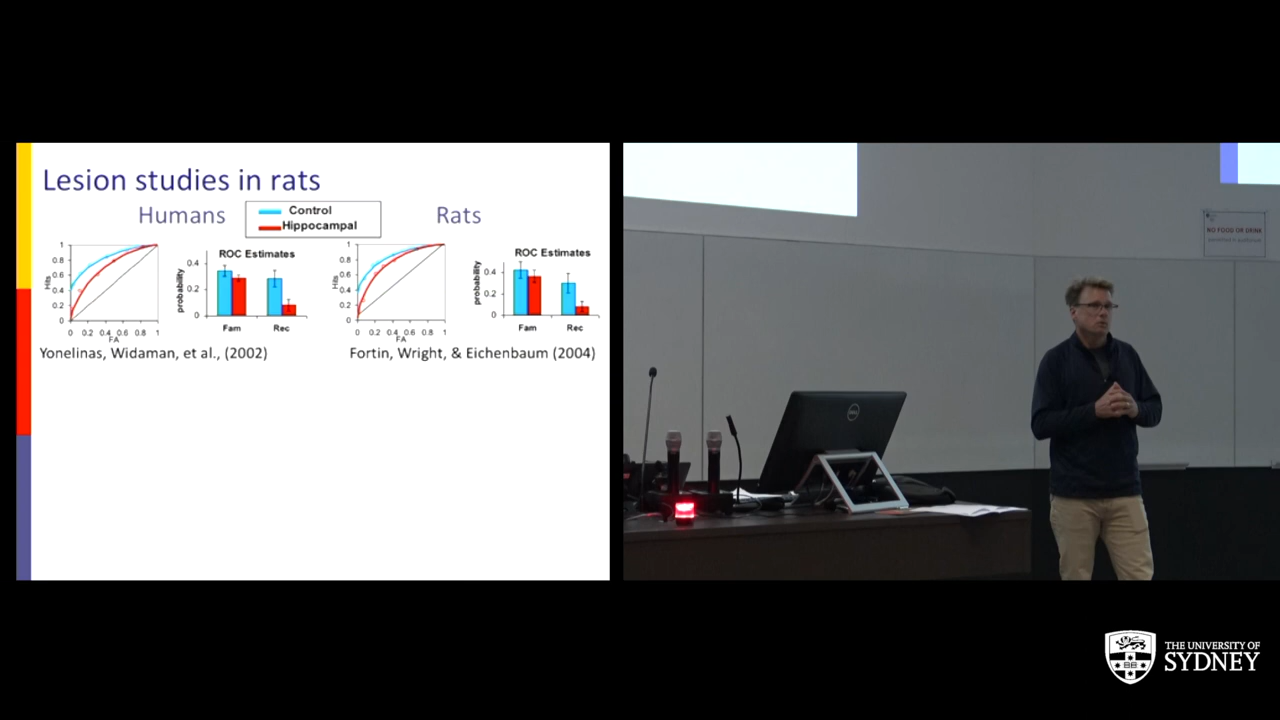 Lesion studies in rats
Humans
Control
Hippocampal
Rats
ROC Estimates
ROC Estimates
Hits
1
0.8
0.6
0.4
0.2
0
0 0.2 0.4 0.6 0.8 1
FA
probability
0.4
0.2
0
Fam Rec
Hits
1
0.8
0.6
0.4
0.2
0
0 0.2 0.4 0.6 0.8 1
FA
probability
0.4
0.2
0
Fam Rec
Yonelinas, Widaman, et al., (2002)
Fortin, Wright, & Eichenbaum (2004)
NO FOOD OR DRINK
DELL
THE UNIVERSITY OF
SYDNEY